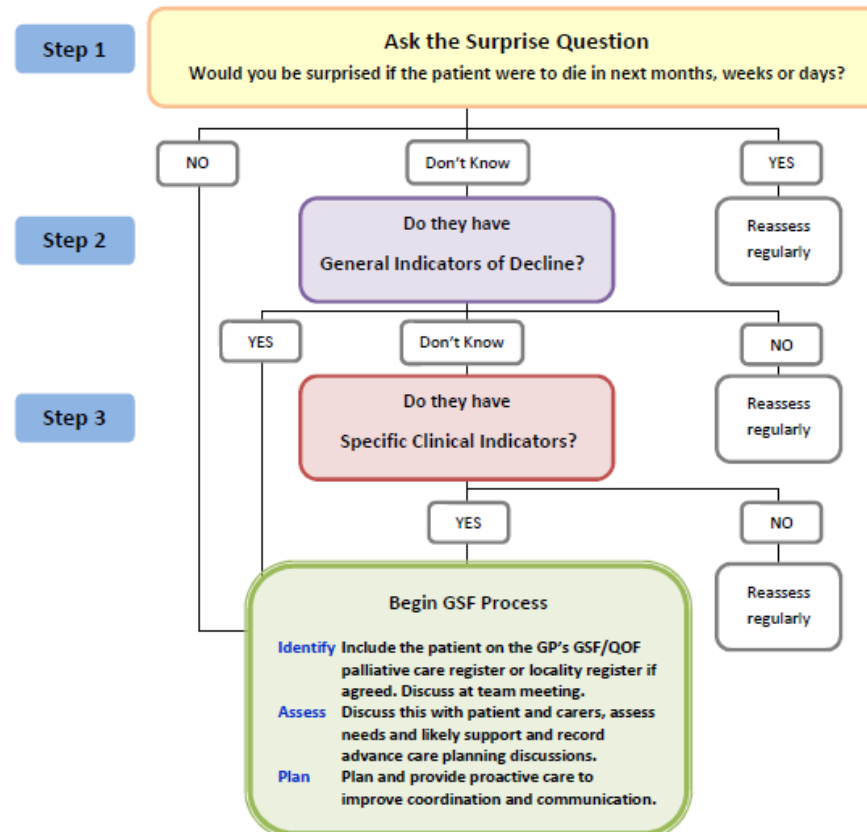 Step 1
Ask the Surprise Question
Would you be surprised if the patient were to die in next months, weeks or days?
NO
Don't Know
YES
Step 2
Do they have
General Indicators of Decline?
Reassess
regularly
YES
Don't Know
NO
Step 3
Do they have
Specific Clinical Indicators?
Reassess
regularly
YES
NO
Reassess
regularly
Begin GSF Process
Identify Include the patient on the GP's GSF/QOF
palliative care register or locality register if
agreed. Discuss at team meeting.
Assess Discuss this with patient and carers, assess
needs and likely support and record
advance care planning discussions.
Plan Plan and provide proactive care to
improve coordination and communication.